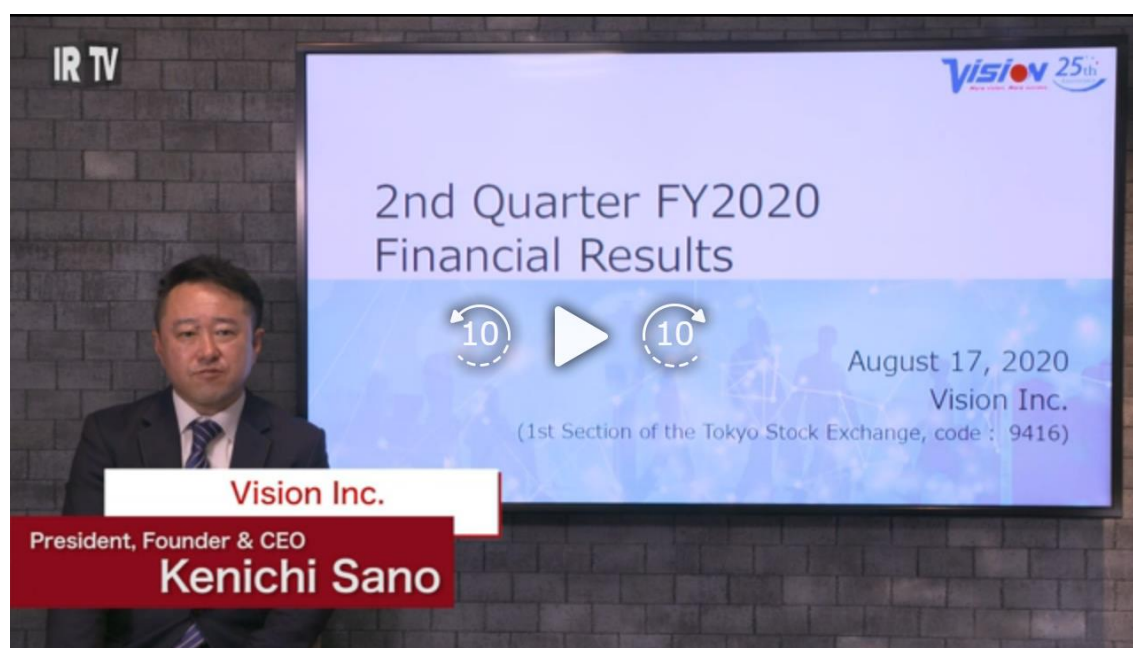 IR TV
Vision 25th
2nd Quarter FY2020
Financial Results
10
10
August 17, 2020
Vision Inc.
(1st Section of the Tokyo Stock Exchange, code : 9416)
Vision Inc.
President, Founder & CEO
Kenichi Sano